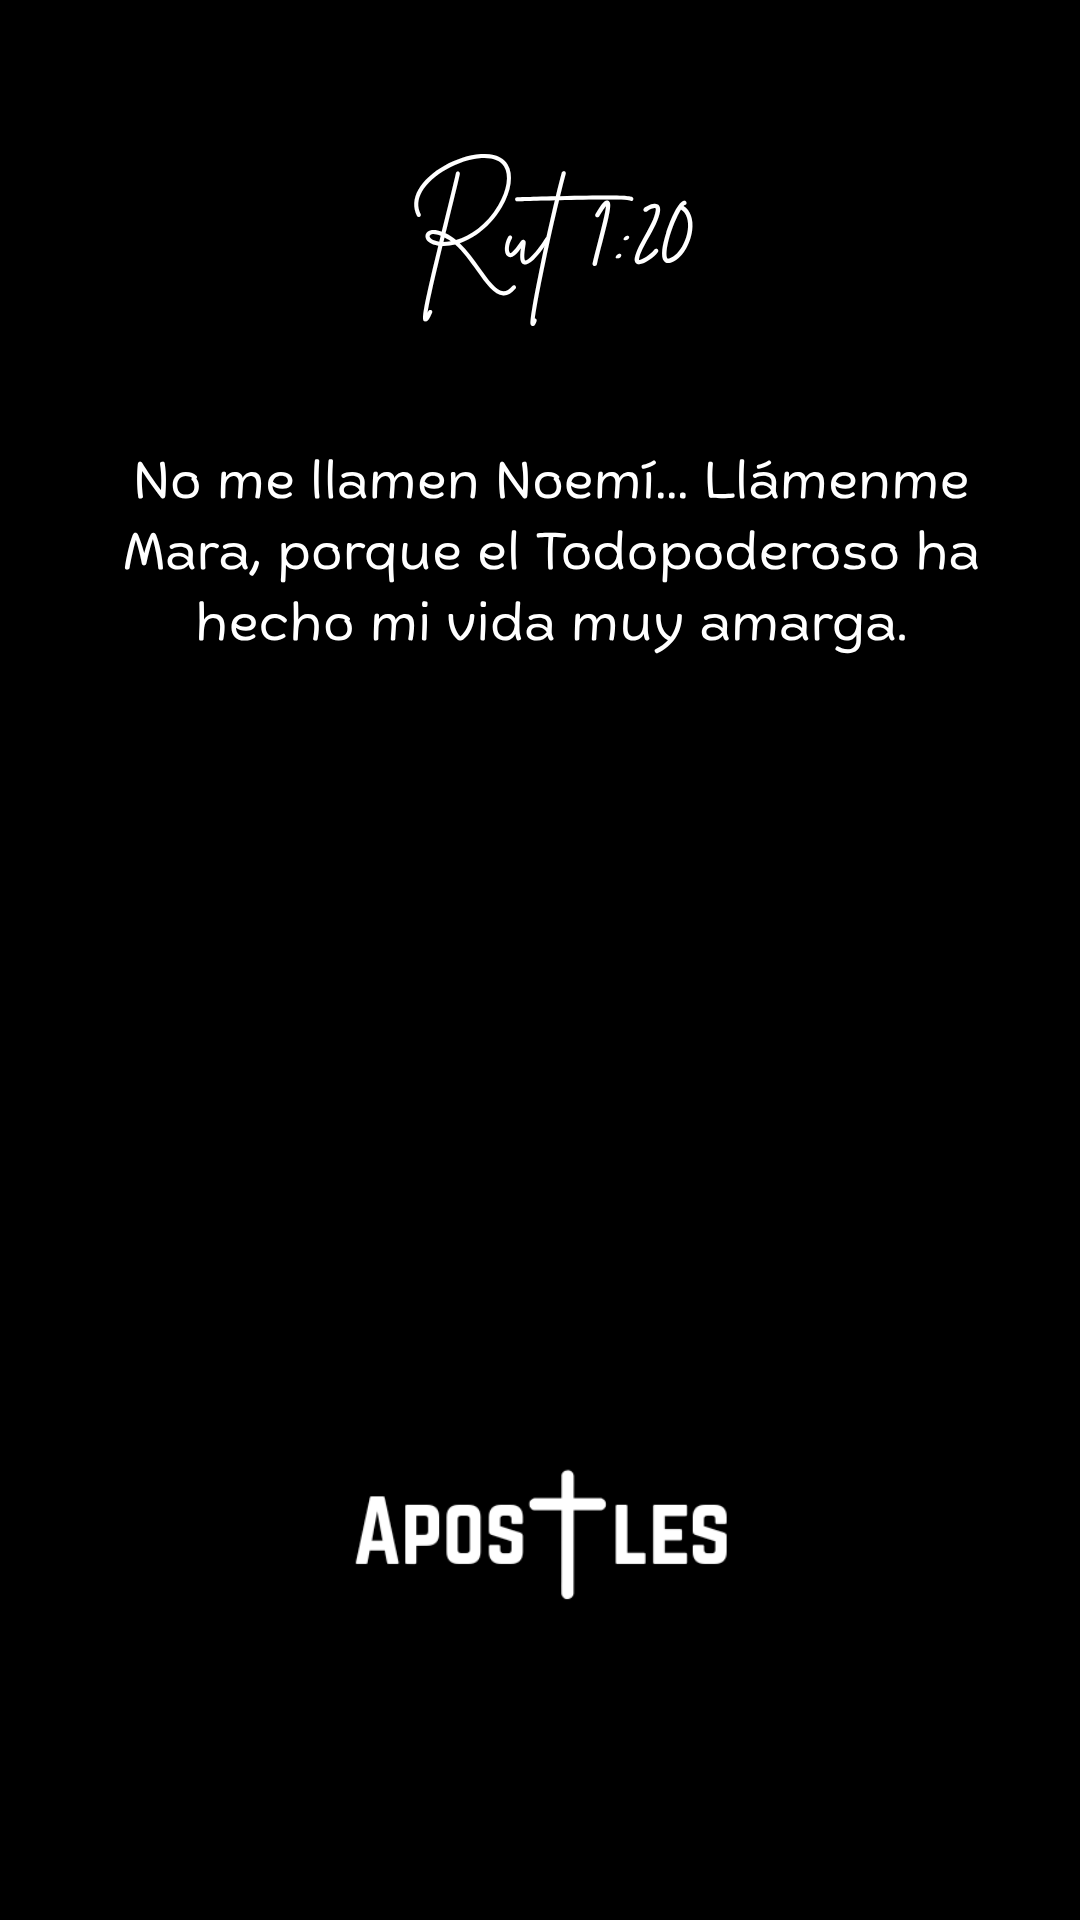 Rut 1:20
No me llamen Noemí... Llámenme
Mara, porque el Todopoderoso ha
hecho mi vida muy amarga.
APOSTLES